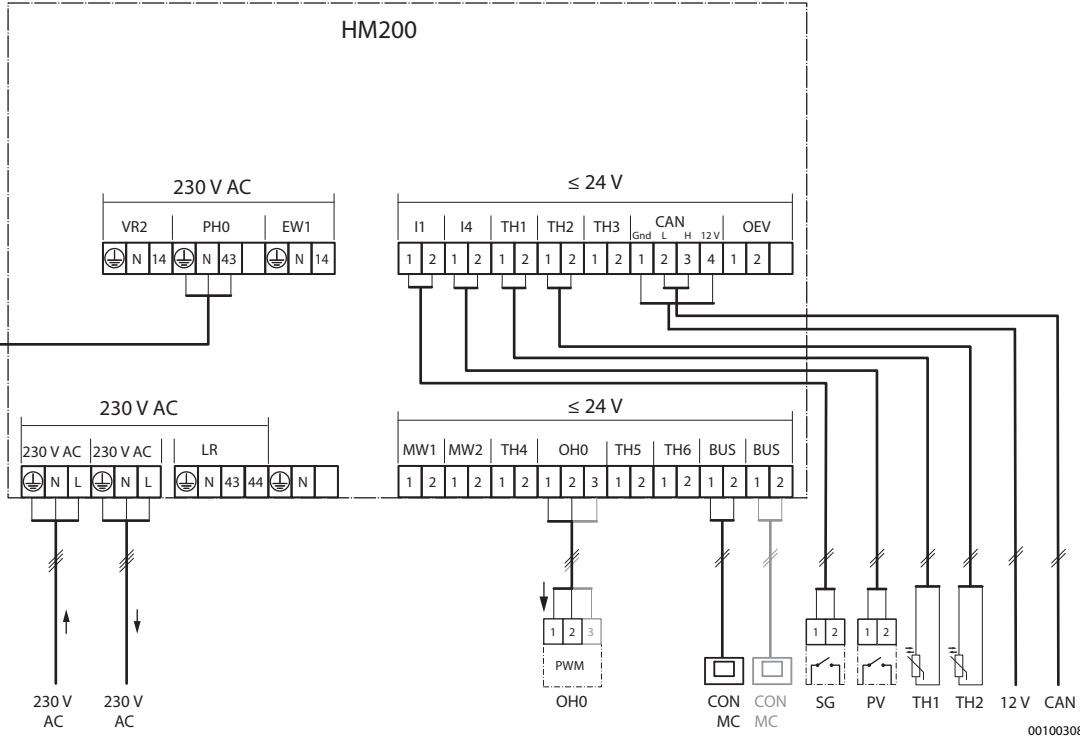 HM200
230 V AC
≤ 24 V
VR2 PH0 EW1
I1 I4 TH1 TH2 TH3 CAN OEV
Gnd L H 12 V
N 14 N 43 N 14
1 2 1 2 1 2 1 2 1 2 1 2 3 4 1 2
230 V AC
≤ 24 V
230 V AC 230 V AC LR
MW1 MW2 TH4 OH0 TH5 TH6 BUS BUS
N L N L N 43 44 N
1 2 1 2 1 2 1 2 3 1 2 1 2 1 2 1 2
1 2 3
1 2
1 2
PWM
230 V
AC
230 V
AC
OH0
CON
MC
CON
MC
SG
PV
TH1
TH2
12 V
CAN
00100308